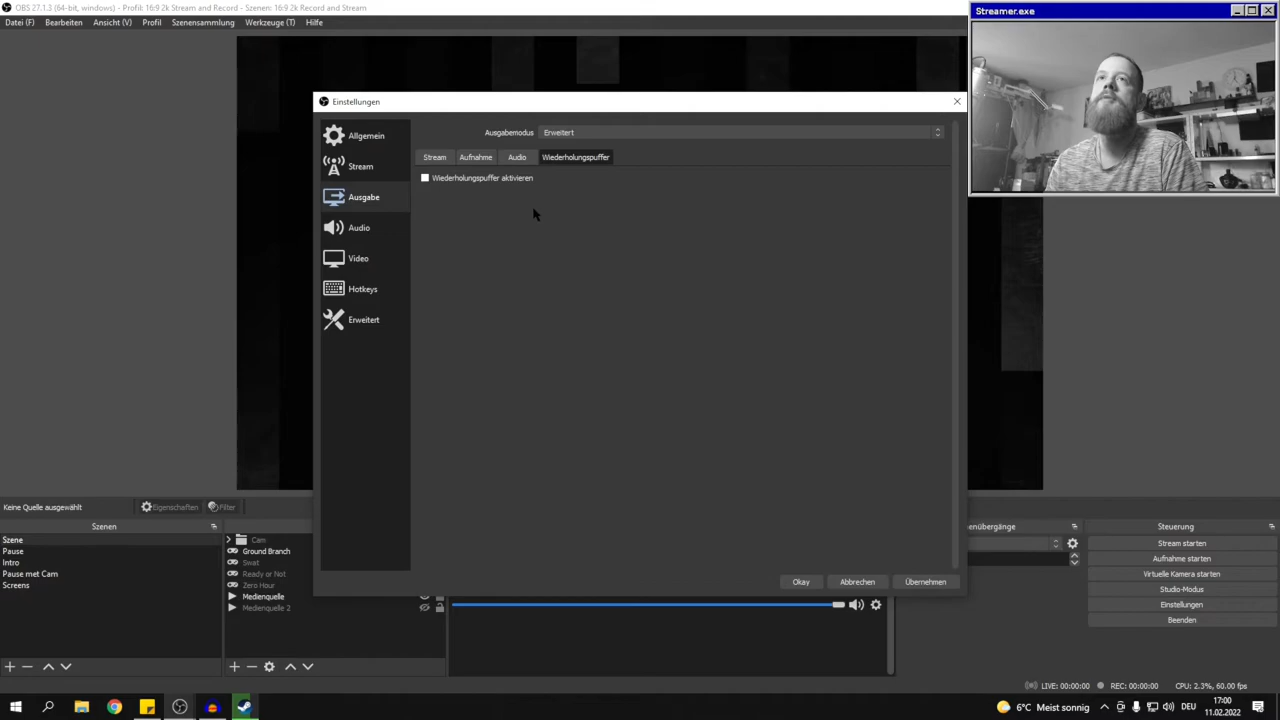 OBS 27.1.3 (64-bit, windows) - Profil: 16:9 2k Stream and Record - Szenen: 16:9 2k Record and Stream
Streamer.exe
Datei (F) Bearbeiten Ansicht (V) Profil Szenensammlung Werkzeuge (T) Hilfe
Einstellungen
Allgemein
Stream
Ausgabe
Audio
Video
Hotkeys
Erweitert
Ausgabemodus Erweitert
Stream Aufnahme Audio Wiederholungspuffer
Wiederholungspuffer aktivieren
Okay Abbrechen Übernehmen
Keine Quelle ausgewählt Eigenschaften Filter
Szenen
Szene
Pause
Intro
Pause met Cam
Screens
Cam
Ground Branch
Swat
Ready or Not
Zero Hour
Medienquelle
Medienquelle 2
nenübergänge
Steuerung
Stream starten
Aufnahme starten
Virtuelle Kamera starten
Studio-Modus
Einstellungen
Beenden
LIVE: 00:00:00 REC: 00:00:00 CPU: 2.3%, 60.00 fps
6°C Meist sonnig DEU 17:00
11.02.2022